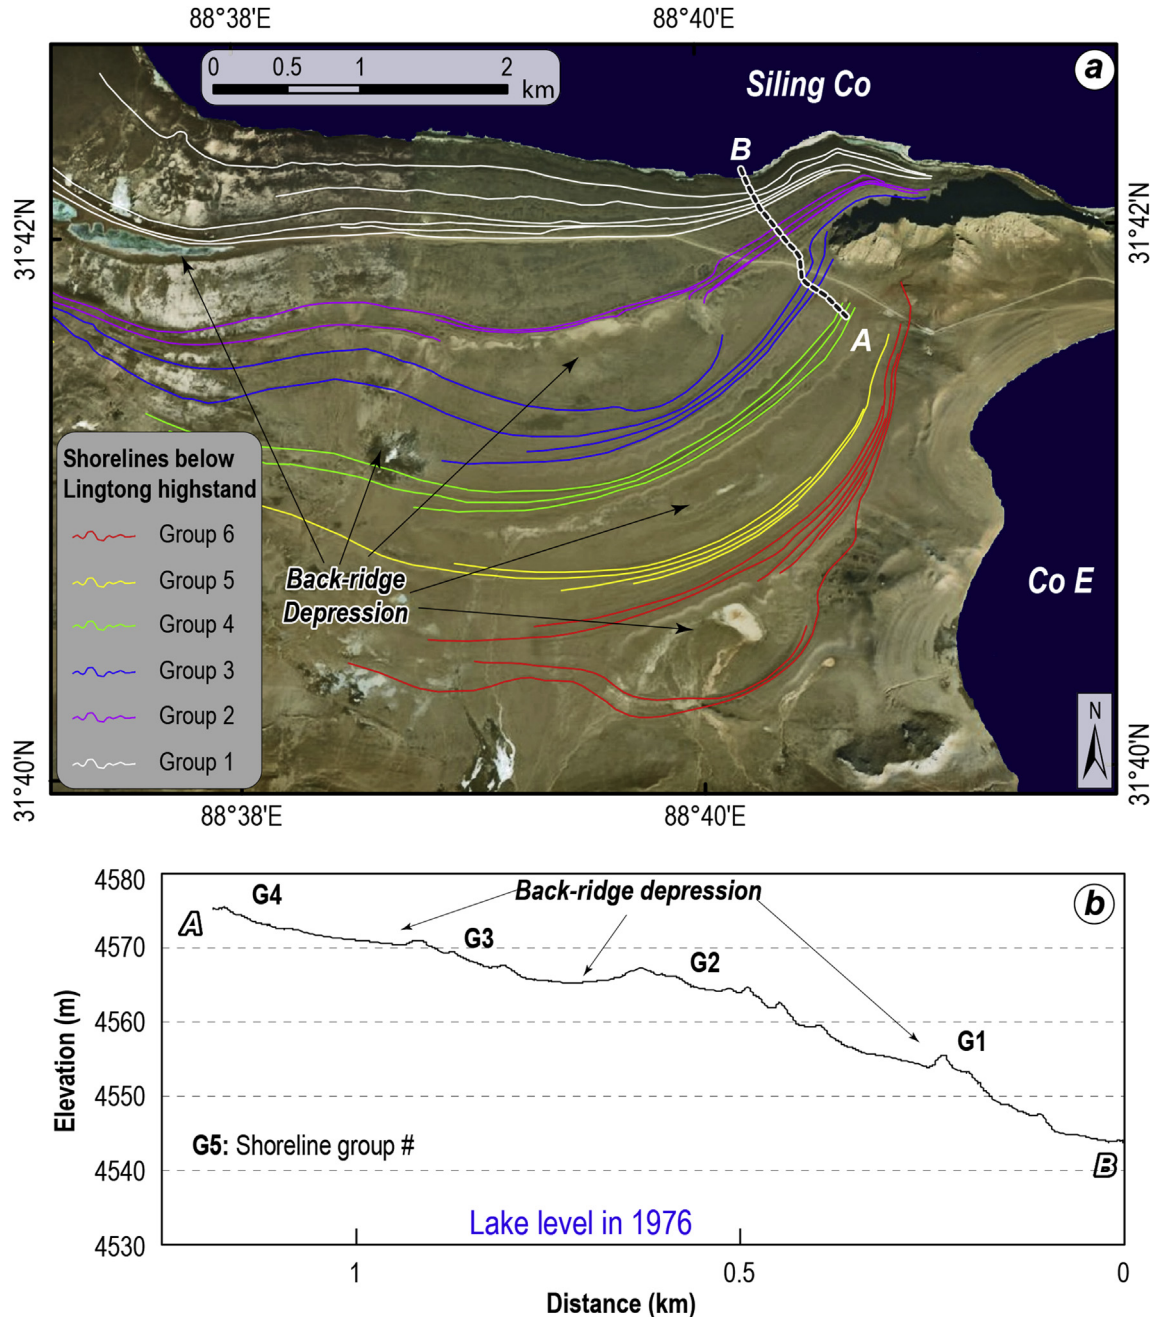 88°38'E 88°40'E
0 0.5 1 2
km
Siling Co
a
B
31°42'N 31°42'N
A
Shorelines below
Lingtong highstand
Group 6
Group 5
Group 4
Group 3
Group 2
Group 1
Back-ridge
Depression
Co E
N
31°40'N 31°40'N
88°38'E 88°40'E
4580
4570
4560
4550
4540
4530
Elevation (m)
Back-ridge depression
b
A
G4
G3
G2
G1
G5: Shoreline group #
B
Lake level in 1976
1 0.5 0
Distance (km)